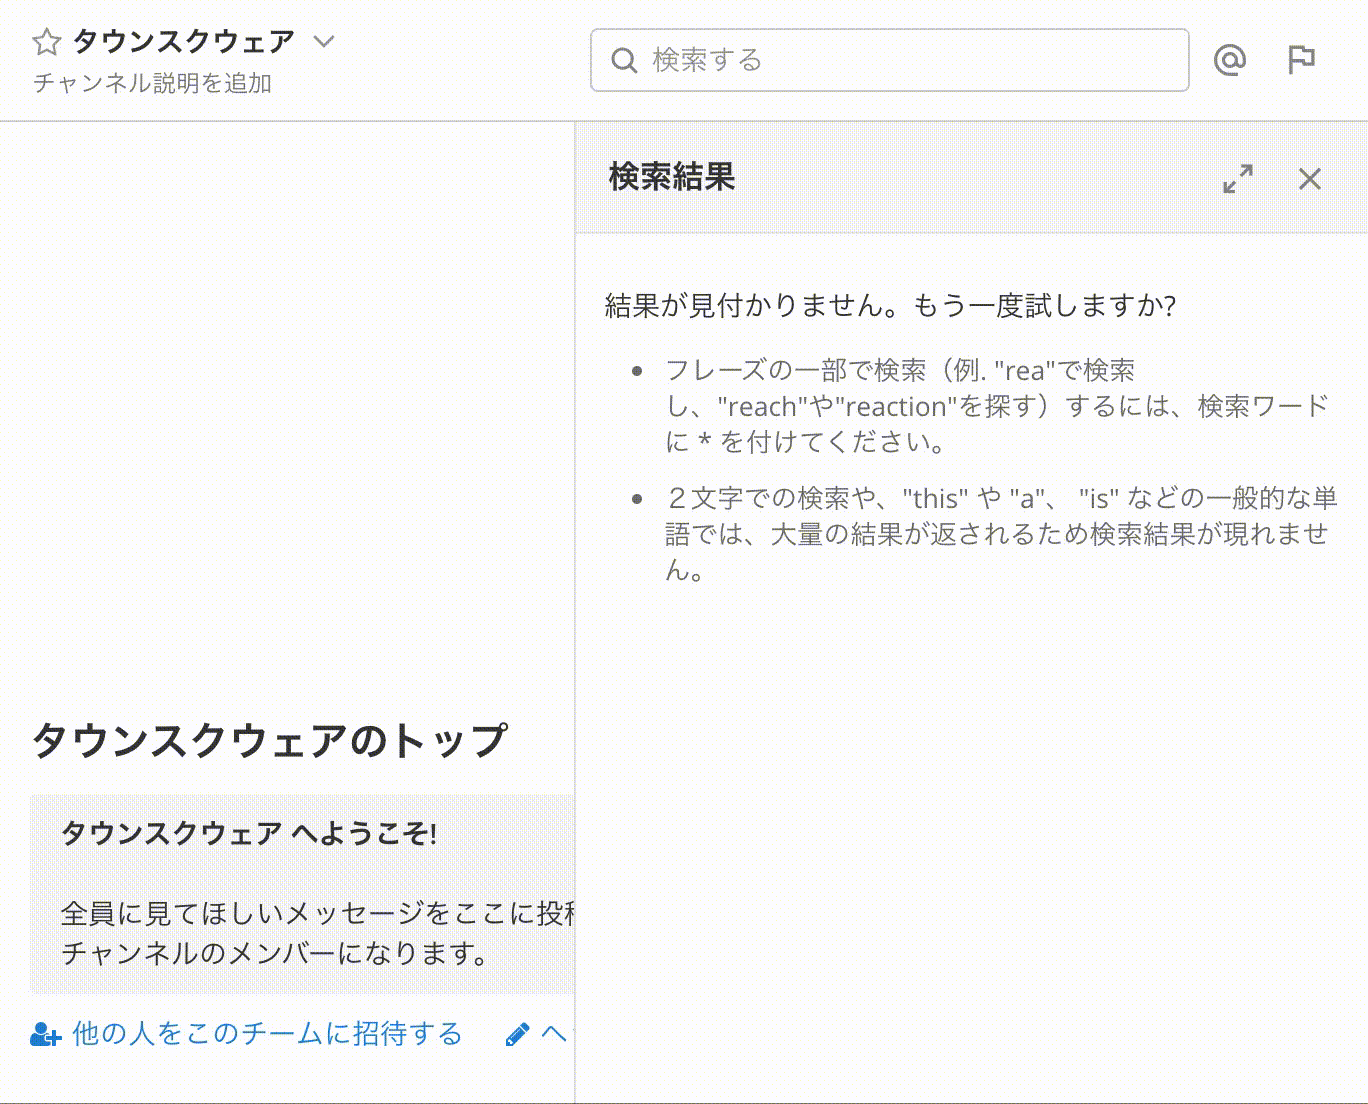 タウンスクウェア
チャンネル説明を追加
検索する
検索結果
結果が見付かりません。もう一度試しますか?
フレーズの一部で検索（例. "rea"で検索
し、"reach"や"reaction"を探す）するには、検索ワード
に * を付けてください。
２文字での検索や、"this" や "a"、 "is" などの一般的な単
語では、大量の結果が返されるため検索結果が現れませ
ん。
タウンスクウェアのトップ
タウンスクウェア へようこそ!
全員に見てほしいメッセージをここに投稿
チャンネルのメンバーになります。
他の人をこのチームに招待する
ヘ